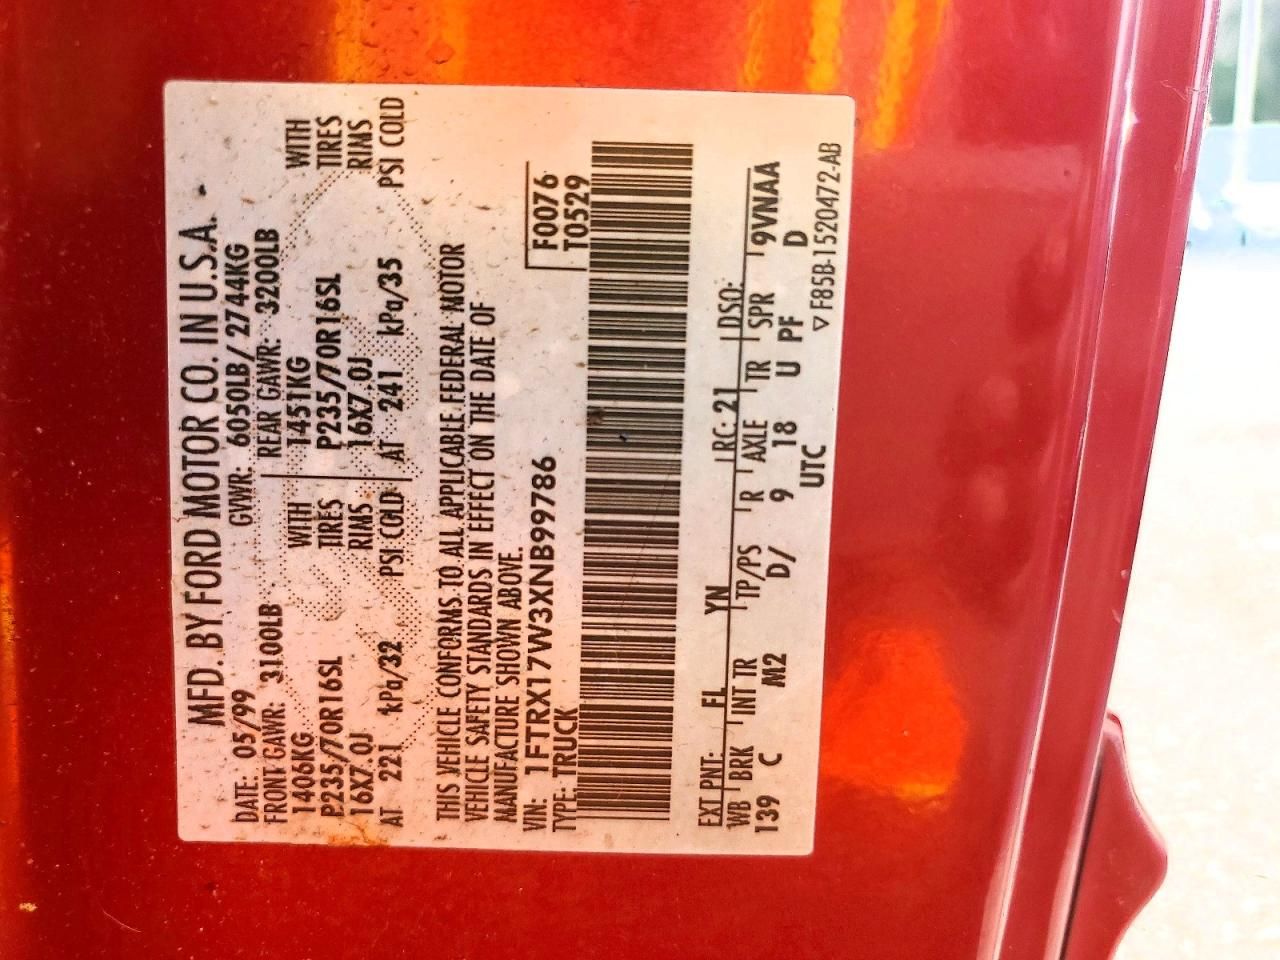 MFD. BY FORD MOTOR CO. IN U.S.A.
DATE: 05/99 GVWR: 6050LB/ 2744KG
FRONT GAWR: 3100LB REAR GAWR: 3200LB
1406KG WITH 1451KG WITH
P235/70R16SL TIRES P235/70R16SL TIRES
16X7.0J RIMS 16X7.0J RIMS
AT 221 kPa/32 PSI COLD AT 241 kPa/35 PSI COLD
THIS VEHICLE CONFORMS TO ALL APPLICABLE FEDERAL MOTOR
VEHICLE SAFETY STANDARDS IN EFFECT ON THE DATE OF
MANUFACTURE SHOWN ABOVE.
VIN: 1FTRX17W3XNB99786 F0076
TYPE: TRUCK T0529
EXT PNT: FL YN RC: 21 DSO:
WB BRK INT TR TP/PS R AXLE TR SPR 9VNAA
139 C M2 D/ 9 18 U PF D
UTC ▽ F85B-1520472-AB